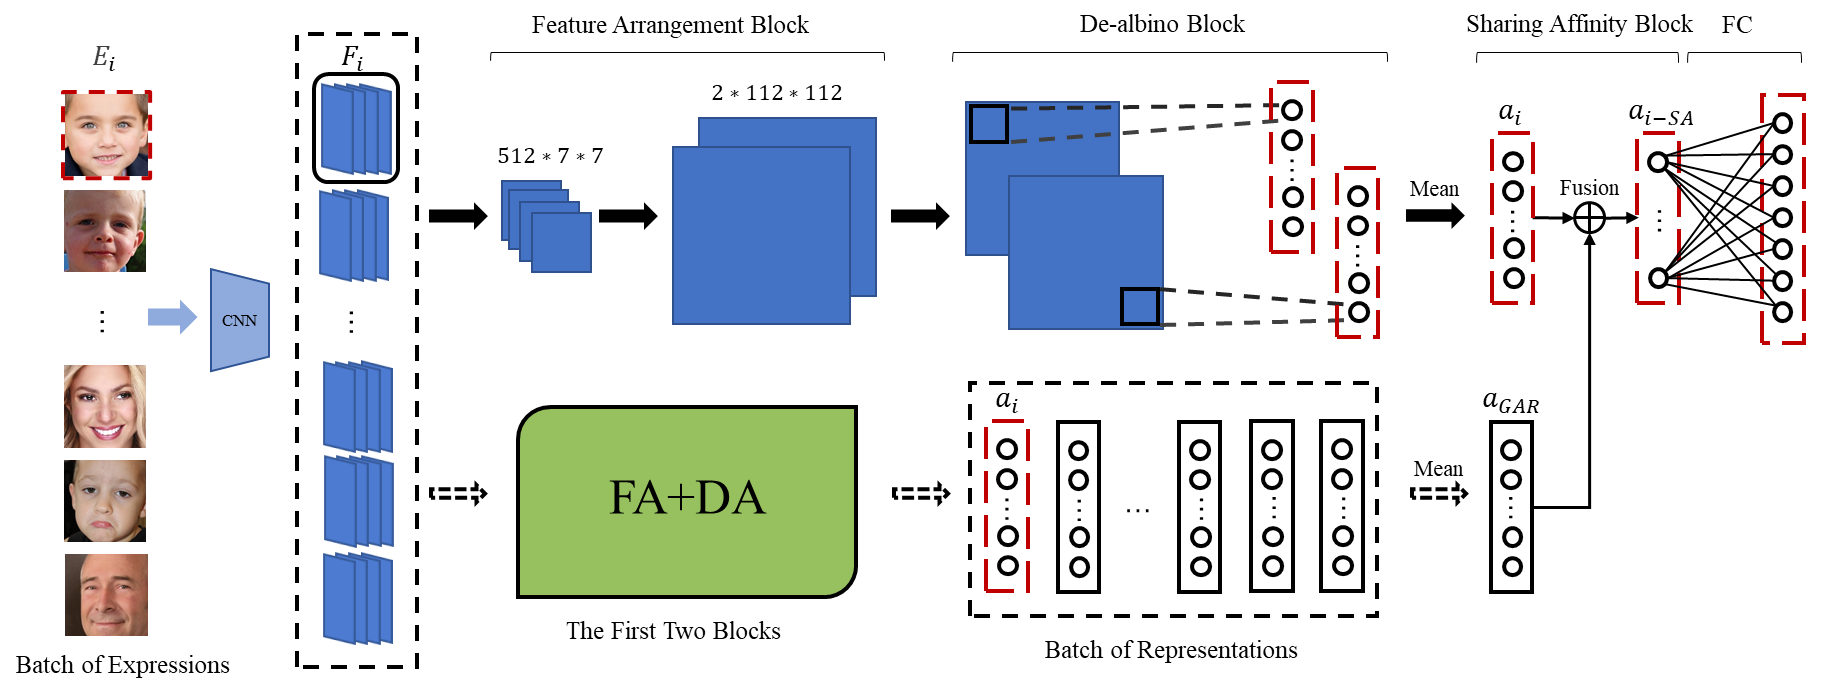 Feature Arrangement Block
De-albino Block
Sharing Affinity Block
FC
E_i
F_i
2 * 112 * 112
512 * 7 * 7
a_i
a_{i-SA}
Mean
Fusion
⋮
CNN
⋮
a_i
a_{GAR}
FA+DA
...
Mean
The First Two Blocks
Batch of Representations
Batch of Expressions